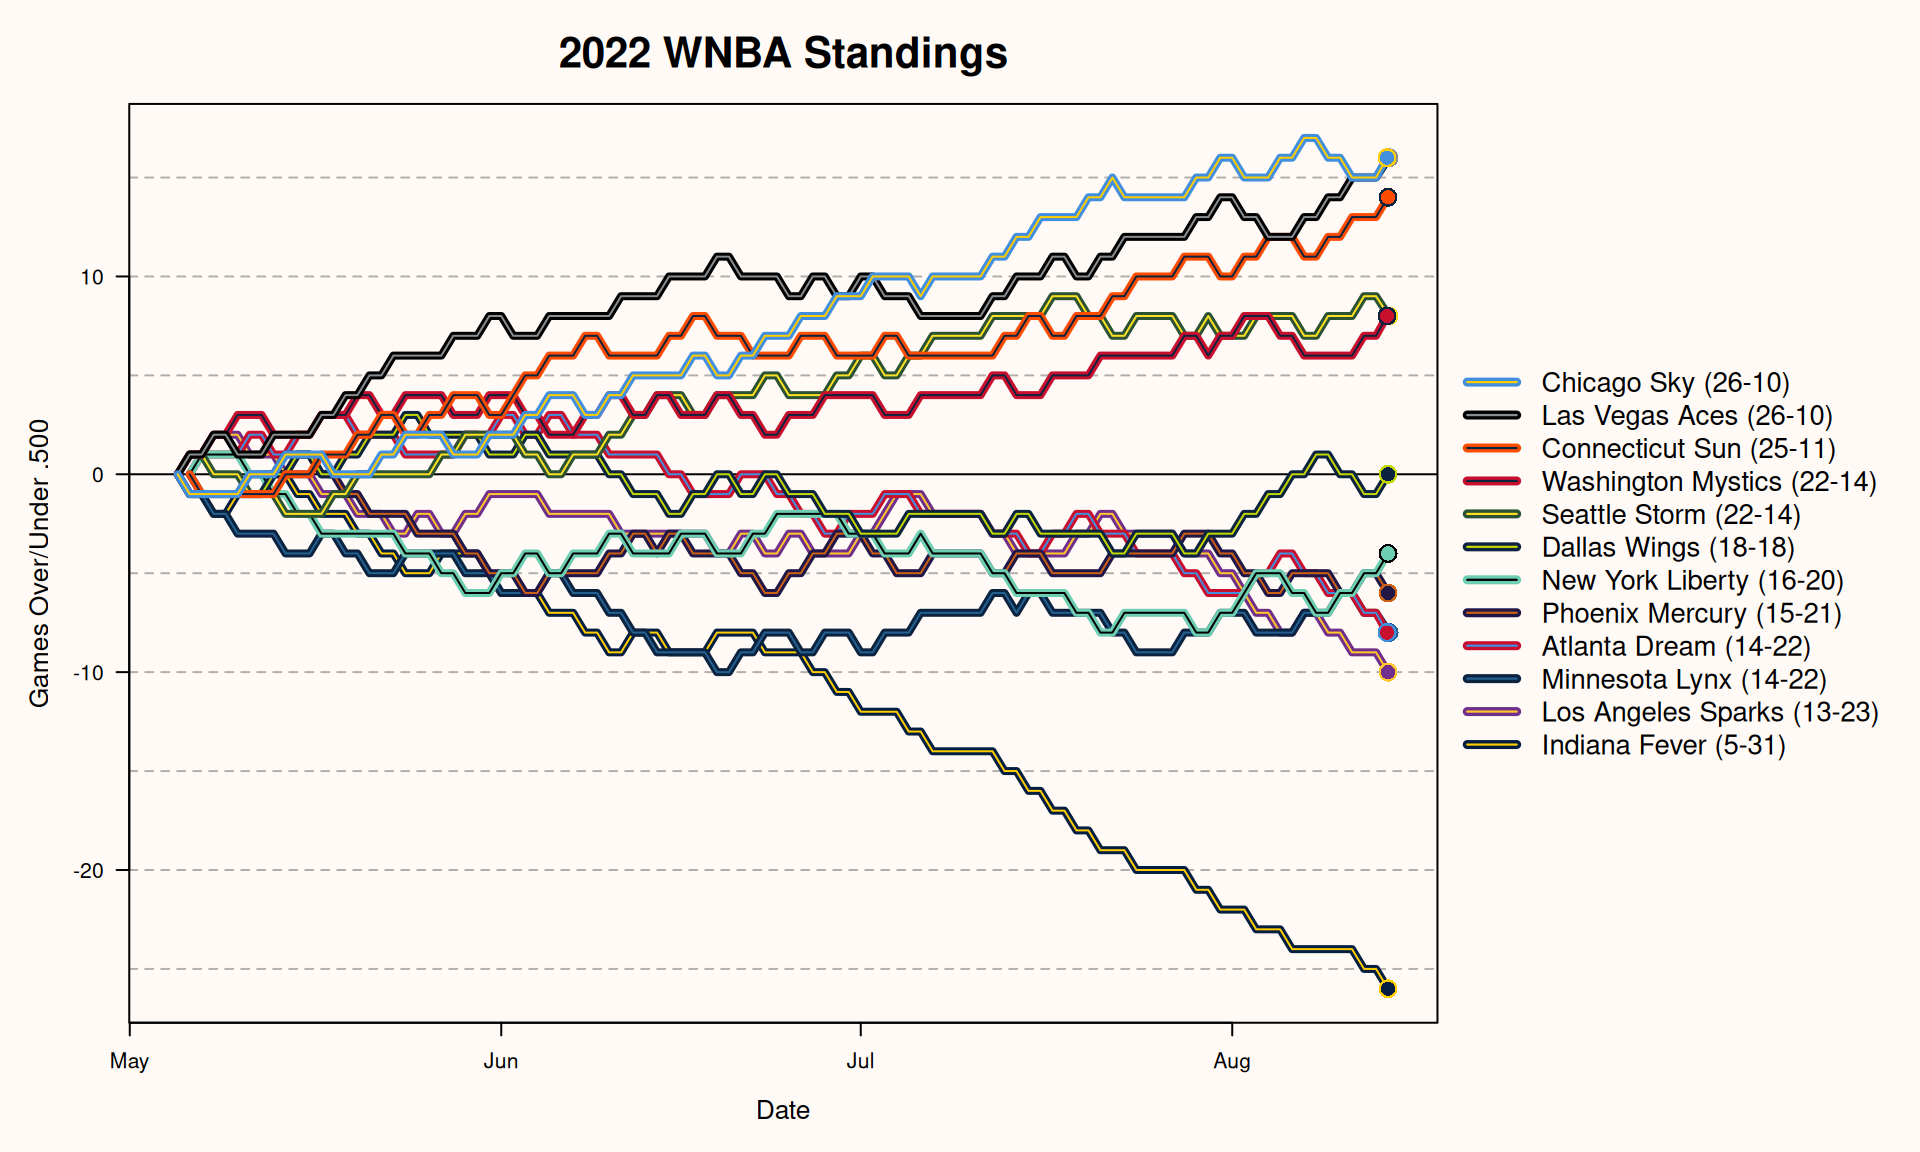 2022 WNBA Standings
Games Over/Under .500
10
0
-10
-20
May
Jun
Jul
Aug
Date
Chicago Sky (26-10)
Las Vegas Aces (26-10)
Connecticut Sun (25-11)
Washington Mystics (22-14)
Seattle Storm (22-14)
Dallas Wings (18-18)
New York Liberty (16-20)
Phoenix Mercury (15-21)
Atlanta Dream (14-22)
Minnesota Lynx (14-22)
Los Angeles Sparks (13-23)
Indiana Fever (5-31)